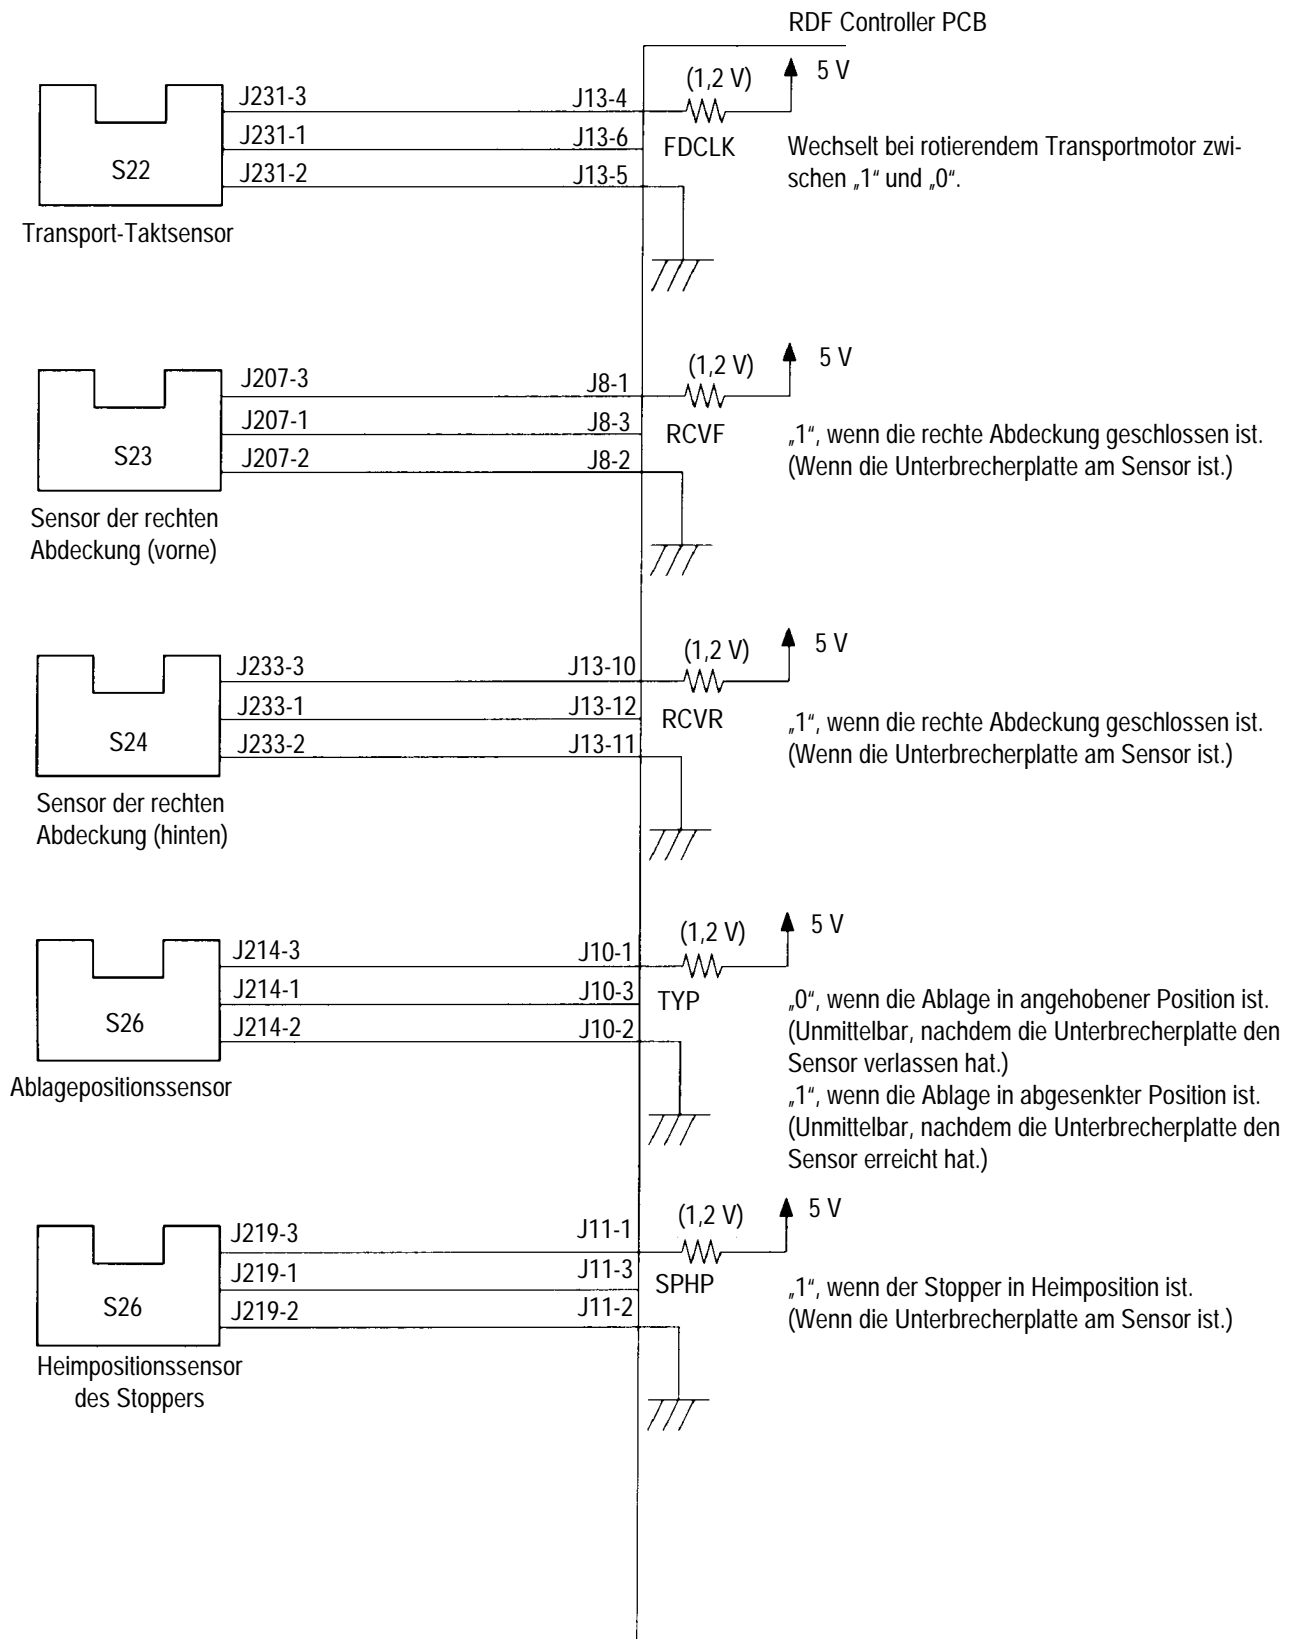 RDF Controller PCB
(1,2 V)
5 V
J231-3
J13-4
J231-1
J13-6
FDCLK
Wechselt bei rotierendem Transportmotor zwi-
schen „1“ und „0“.
S22
J231-2
J13-5
Transport-Taktsensor
(1,2 V)
5 V
J207-3
J8-1
J207-1
J8-3
RCVF
„1“, wenn die rechte Abdeckung geschlossen ist.
(Wenn die Unterbrecherplatte am Sensor ist.)
S23
J207-2
J8-2
Sensor der rechten
Abdeckung (vorne)
(1,2 V)
5 V
J233-3
J13-10
J233-1
J13-12
RCVR
„1“, wenn die rechte Abdeckung geschlossen ist.
(Wenn die Unterbrecherplatte am Sensor ist.)
S24
J233-2
J13-11
Sensor der rechten
Abdeckung (hinten)
(1,2 V)
5 V
J214-3
J10-1
J214-1
J10-3
TYP
„0“, wenn die Ablage in angehobener Position ist.
(Unmittelbar, nachdem die Unterbrecherplatte den
Sensor verlassen hat.)
„1“, wenn die Ablage in abgesenkter Position ist.
(Unmittelbar, nachdem die Unterbrecherplatte den
Sensor erreicht hat.)
S26
J214-2
J10-2
Ablagepositionssensor
(1,2 V)
5 V
J219-3
J11-1
J219-1
J11-3
SPHP
„1“, wenn der Stopper in Heimposition ist.
(Wenn die Unterbrecherplatte am Sensor ist.)
S26
J219-2
J11-2
Heimpositionssensor
des Stoppers